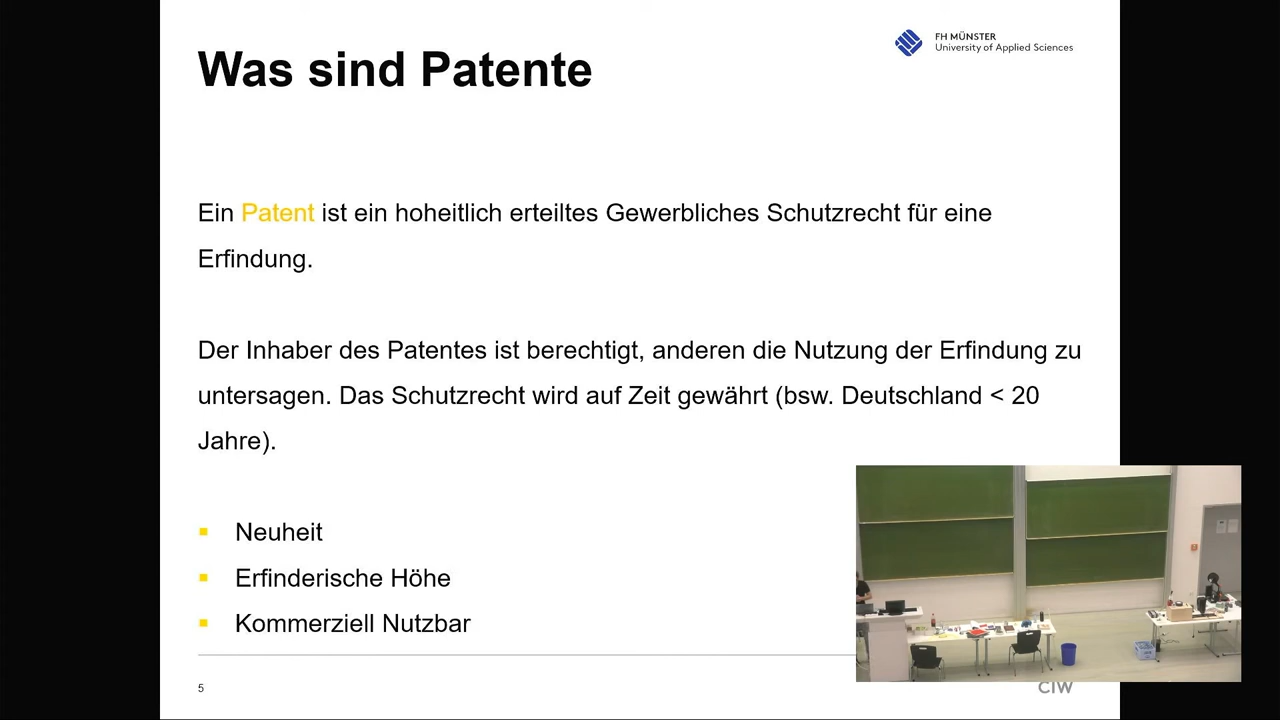 Was sind Patente
FH MÜNSTER
University of Applied Sciences
Ein Patent ist ein hoheitlich erteiltes Gewerbliches Schutzrecht für eine
Erfindung.
Der Inhaber des Patentes ist berechtigt, anderen die Nutzung der Erfindung zu
untersagen. Das Schutzrecht wird auf Zeit gewährt (bsw. Deutschland < 20
Jahre).
Neuheit
Erfinderische Höhe
Kommerziell Nutzbar
5
CIW